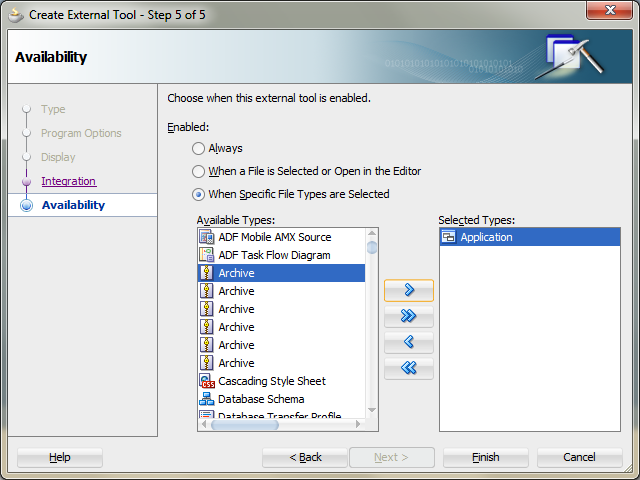 Create External Tool - Step 5 of 5
Availability
Choose when this external tool is enabled.
Type
Program Options
Display
Integration
Availability
Enabled:
Always
When a File is Selected or Open in the Editor
When Specific File Types are Selected
Available Types:
ADF Mobile AMX Source
ADF Task Flow Diagram
Archive
Archive
Archive
Archive
Archive
Archive
Cascading Style Sheet
Database Schema
Database Transfer Profile
Selected Types:
Application
Help
< Back
Next >
Finish
Cancel